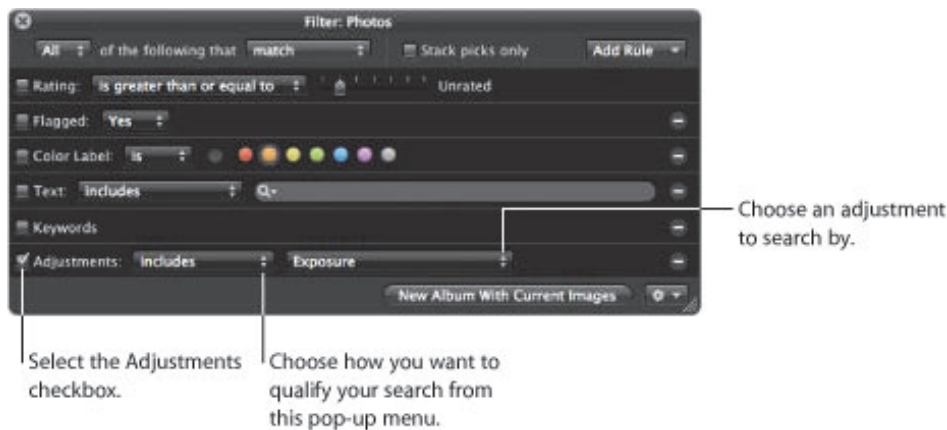 Filter: Photos
All of the following that match Stack picks only Add Rule
Rating: is greater than or equal to Unrated
Flagged: Yes
Color Label: is
Text: includes
Keywords
Adjustments: includes Exposure
New Album With Current Images
Choose an adjustment
to search by.
Select the Adjustments
checkbox.
Choose how you want to
qualify your search from
this pop-up menu.